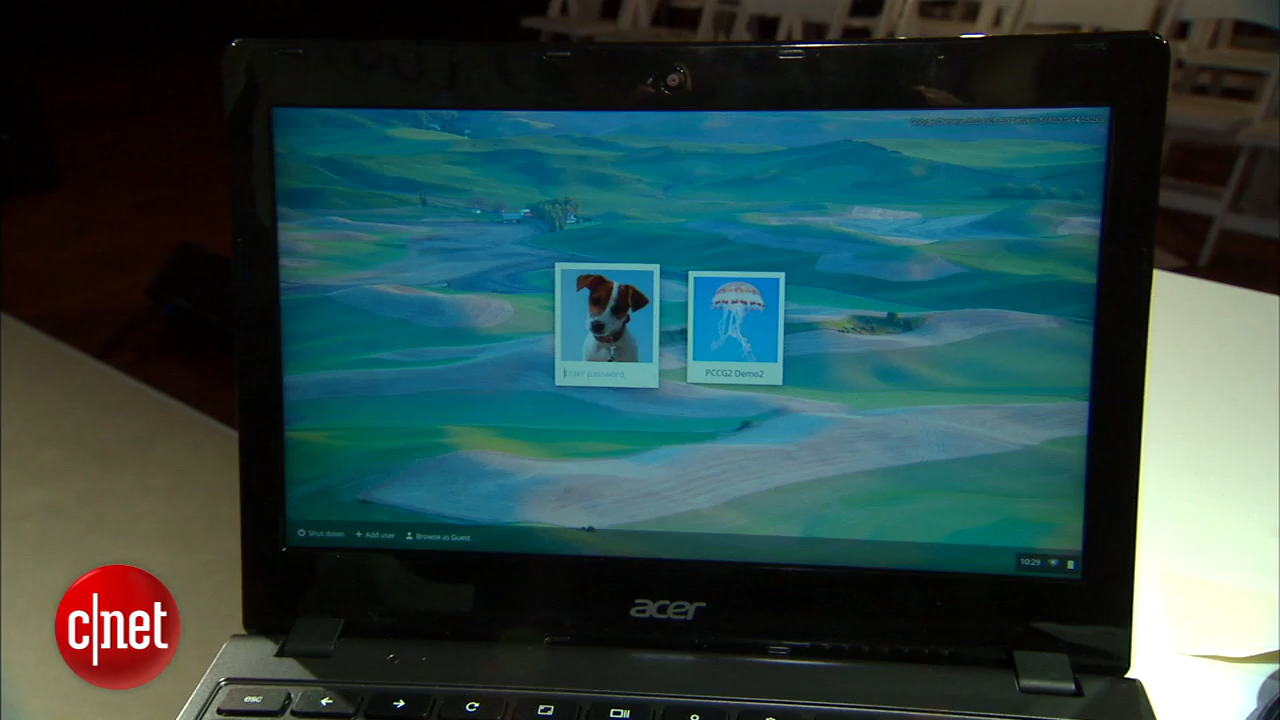 Enter password
PCCG2 Demo2
Shut down
+ Add user
Browse as Guest
10:29
acer
c|net
esc